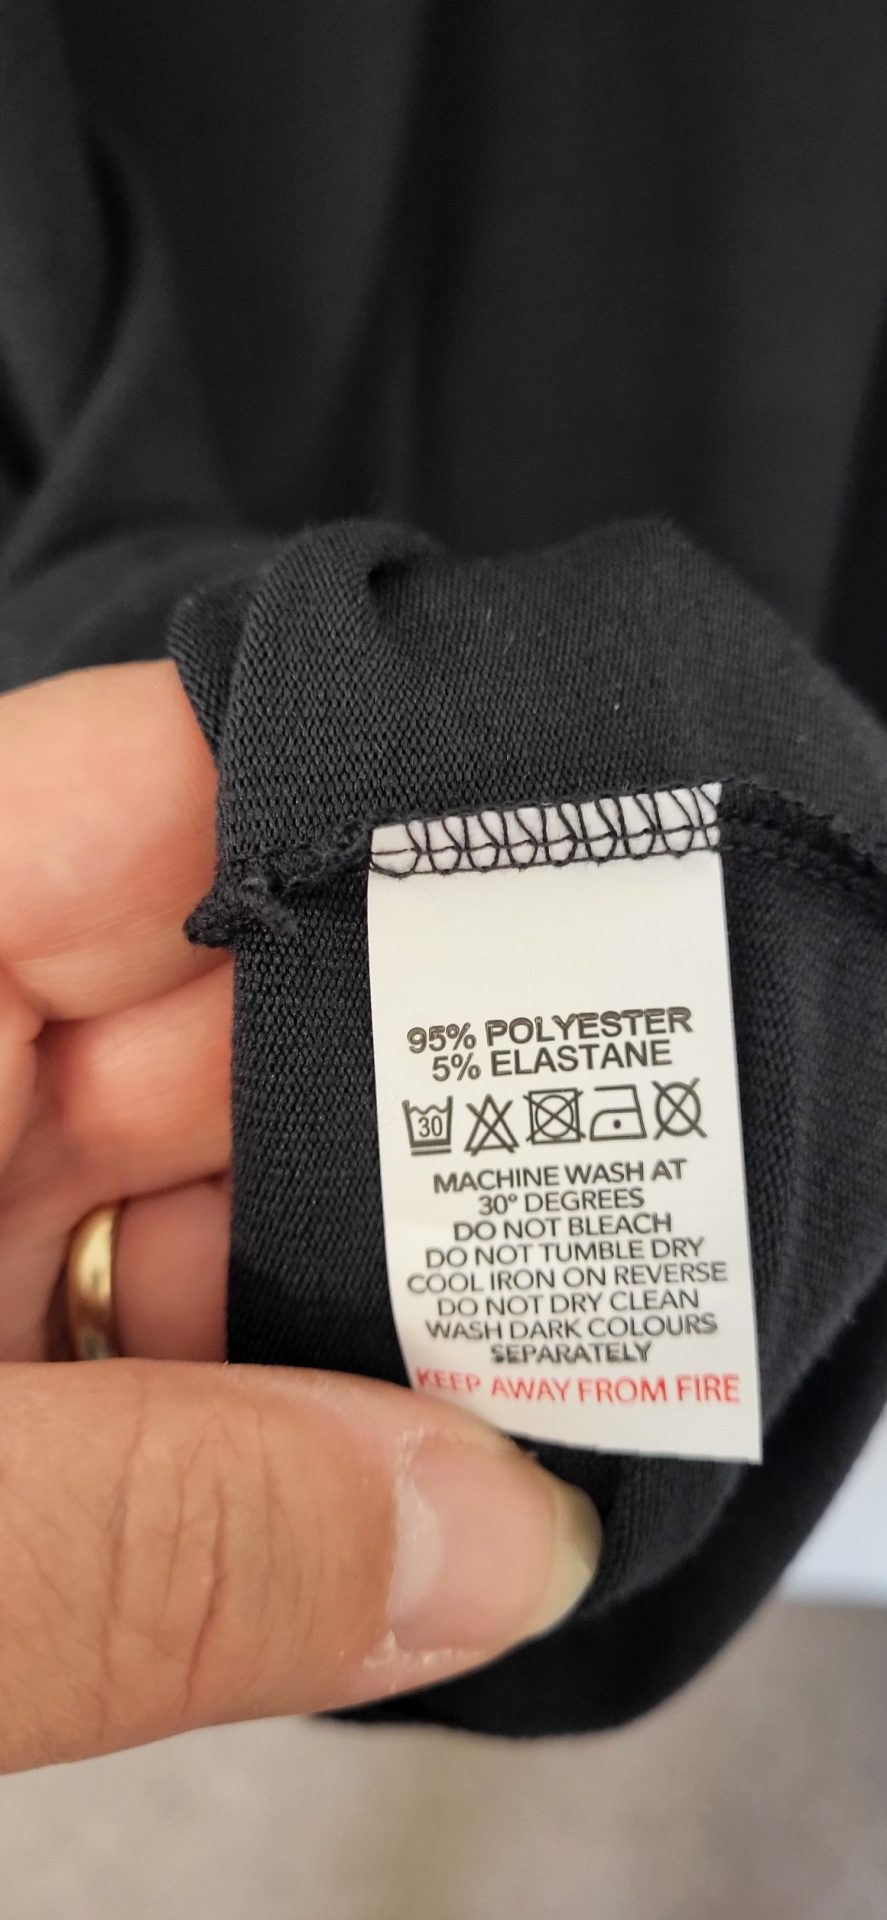 95% POLYESTER
5% ELASTANE
30
MACHINE WASH AT
30° DEGREES
DO NOT BLEACH
DO NOT TUMBLE DRY
COOL IRON ON REVERSE
DO NOT DRY CLEAN
WASH DARK COLOURS
SEPARATELY
KEEP AWAY FROM FIRE